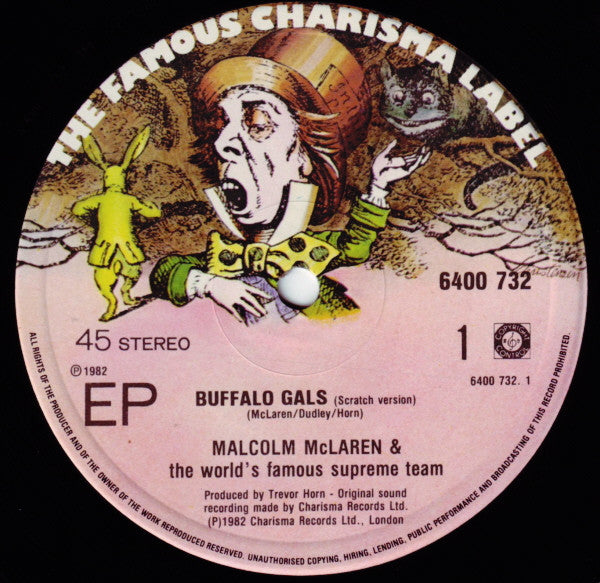 THE FAMOUS CHARISMA LABEL
6400 732
45 STEREO
1
COPYRIGHT CONTROL
℗ 1982
6400 732. 1
EP
BUFFALO GALS (Scratch version)
(McLaren/Dudley/Horn)
MALCOLM McLAREN &
the world's famous supreme team
Produced by Trevor Horn - Original sound
recording made by Charisma Records Ltd.
(P)1982 Charisma Records Ltd., London
ALL RIGHTS OF THE PRODUCER AND OF THE OWNER OF THE WORK REPRODUCED RESERVED. UNAUTHORISED COPYING, HIRING, LENDING, PUBLIC PERFORMANCE AND BROADCASTING OF THIS RECORD PROHIBITED.